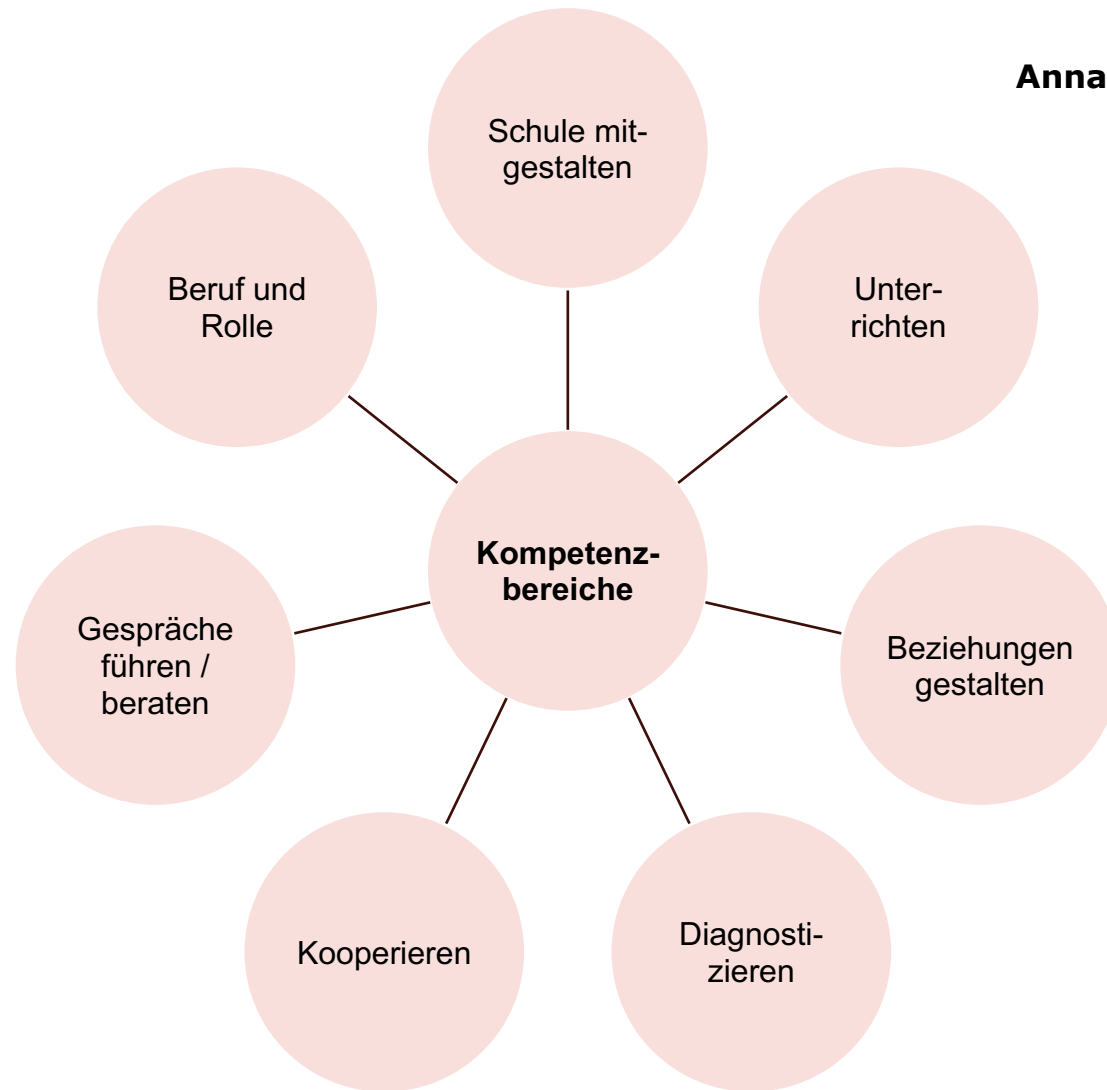 Anna
Schule mit-
gestalten
Unter-
richten
Beziehungen
gestalten
Diagnosti-
zieren
Kooperieren
Gespräche
führen /
beraten
Beruf und
Rolle
Kompetenz-
bereiche